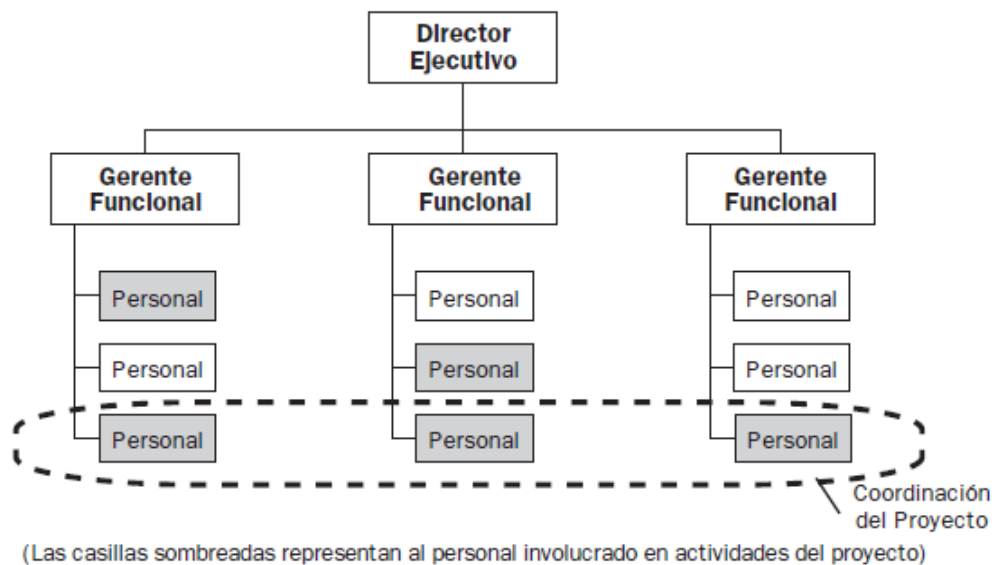 Director
Ejecutivo
Gerente
Funcional
Gerente
Funcional
Gerente
Funcional
Personal
Personal
Personal
Personal
Personal
Personal
Personal
Personal
Personal
Coordinación
del Proyecto
(Las casillas sombreadas representan al personal involucrado en actividades del proyecto)